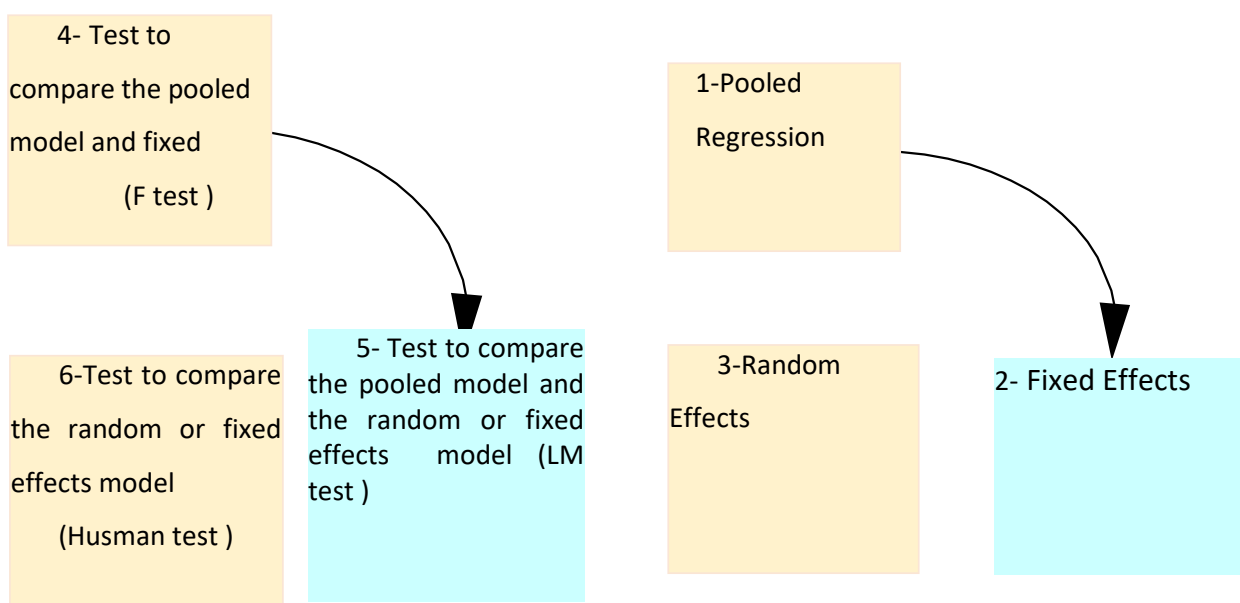 4- Test to
compare the pooled
model and fixed
(F test )
1-Pooled
Regression
6-Test to compare
the random or fixed
effects model
(Husman test )
5- Test to compare
the pooled model and
the random or fixed
effects model (LM
test )
3-Random
Effects
2- Fixed Effects